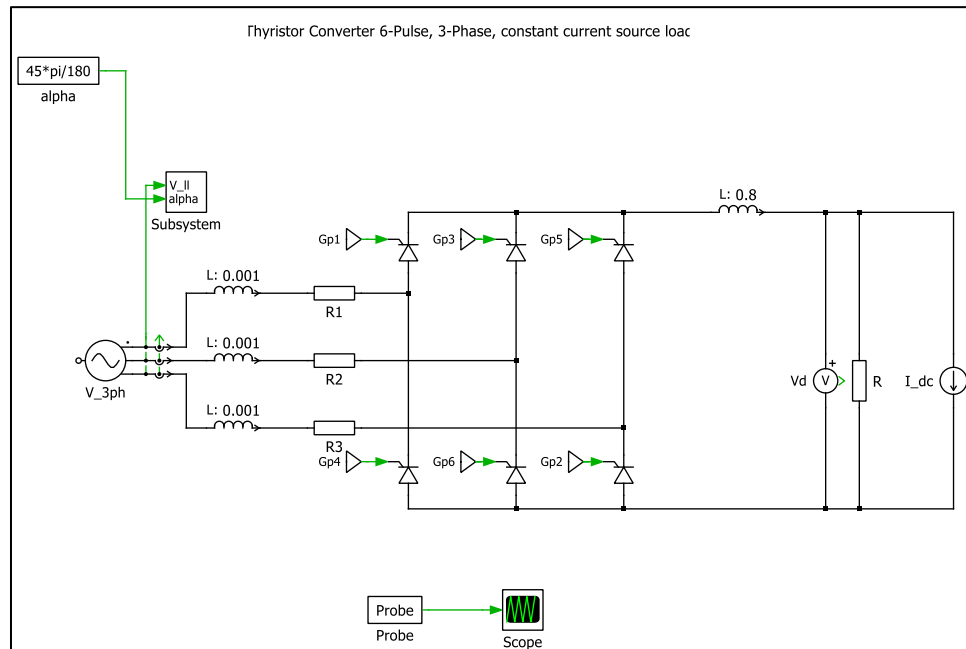 Thyristor Converter 6-Pulse, 3-Phase, constant current source load
45*pi/180
alpha
V_ll
alpha
Subsystem
L: 0.8
Gp1
Gp3
Gp5
L: 0.001
R1
L: 0.001
R2
V_3ph
L: 0.001
R3
Vd
V
+
R
I_dc
Gp4
Gp6
Gp2
Probe
Probe
Scope